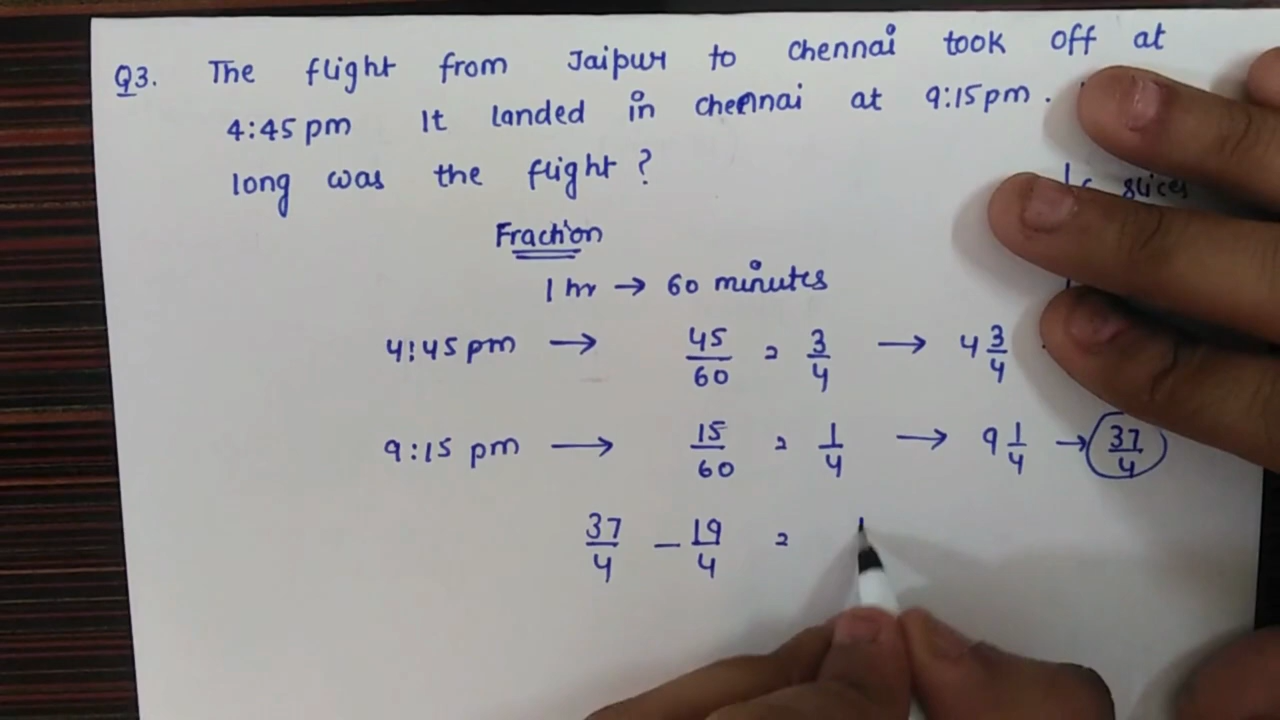 Q3. The flight from Jaipur to Chennai took off at
4:45 pm It landed in chennai at 9:15 pm.
long was the flight?
slices
Fraction
1 hr → 60 minutes
4:45 pm → 45/60 = 3/4 → 4 3/4
9:15 pm → 15/60 = 1/4 → 9 1/4 → 37/4
37/4 - 19/4 =